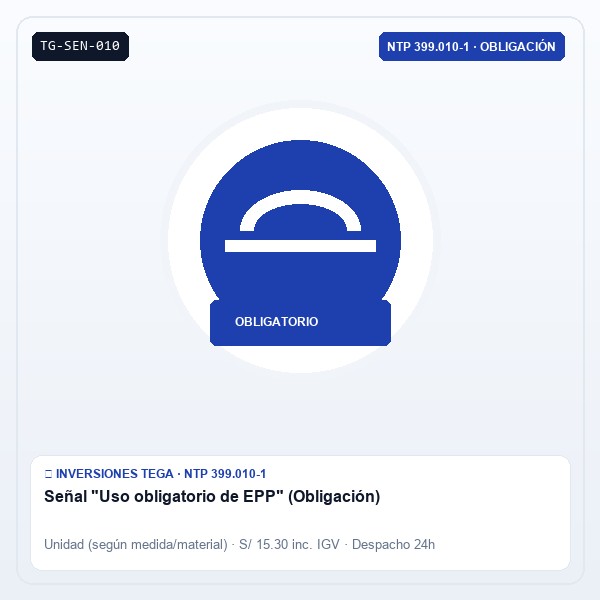 TG-SEN-010
NTP 399.010-1 · OBLIGACIÓN
OBLIGATORIO
INVERSIONES TEGA · NTP 399.010-1
Señal "Uso obligatorio de EPP" (Obligación)
Unidad (según medida/material) · S/ 15.30 inc. IGV · Despacho 24h